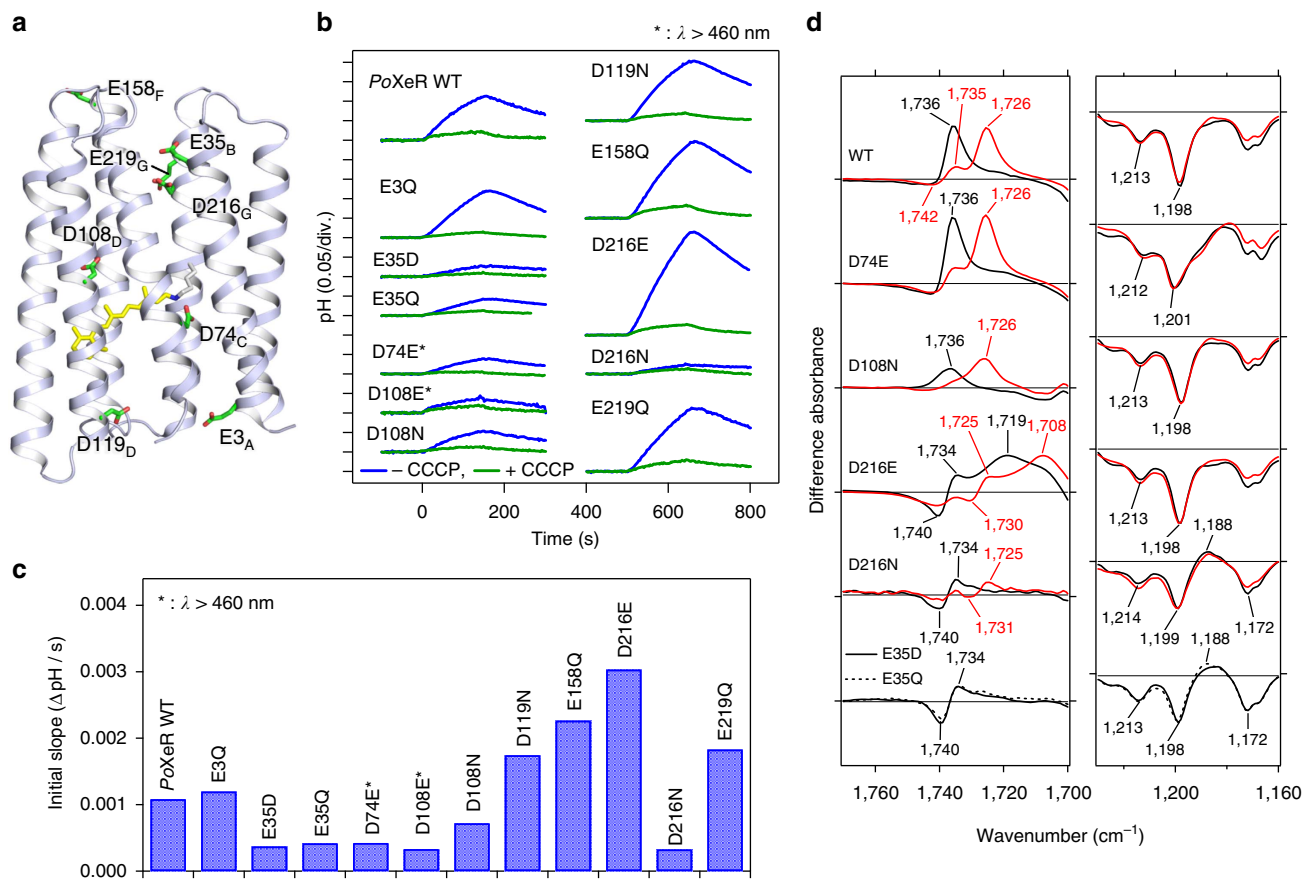 a
E158F
E35B
E219G
D216G
D108D
D74C
D119D
E3A
b
* : λ > 460 nm
PoXeR WT
E3Q
E35D
E35Q
D74E*
D108E*
D108N
D119N
E158Q
D216E
D216N
E219Q
− CCCP, + CCCP
pH (0.05/div.)
0 200 400 600 800
Time (s)
c
* : λ > 460 nm
Initial slope (ΔpH / s)
0.004
0.003
0.002
0.001
0.000
PoXeR WT
E3Q
E35D
E35Q
D74E*
D108E*
D108N
D119N
E158Q
D216E
D216N
E219Q
d
Difference absorbance
WT
1,736
1,735
1,726
1,742
D74E
1,736
1,726
D108N
1,736
1,726
D216E
1,734
1,725
1,719
1,708
1,740
1,730
D216N
1,734
1,725
1,740
1,731
E35D
E35Q
1,734
1,740
1,760 1,740 1,720 1,700
1,213
1,198
1,212
1,201
1,213
1,198
1,213
1,198
1,188
1,214
1,199
1,172
1,188
1,213
1,198
1,172
1,200 1,160
Wavenumber (cm−1)